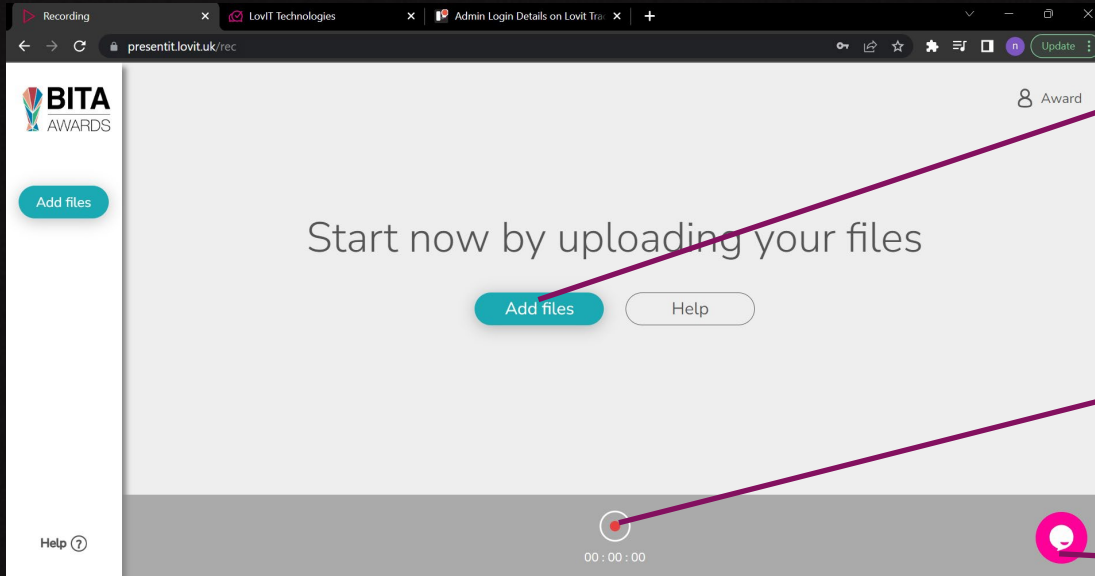 Recording
LovIT Technologies
Admin Login Details on Lovit Tra
presentit.lovit.uk/rec
n
Update
BITA
AWARDS
Award
Add files
Start now by uploading your files
Add files
Help
Help ?
00 : 00 : 00